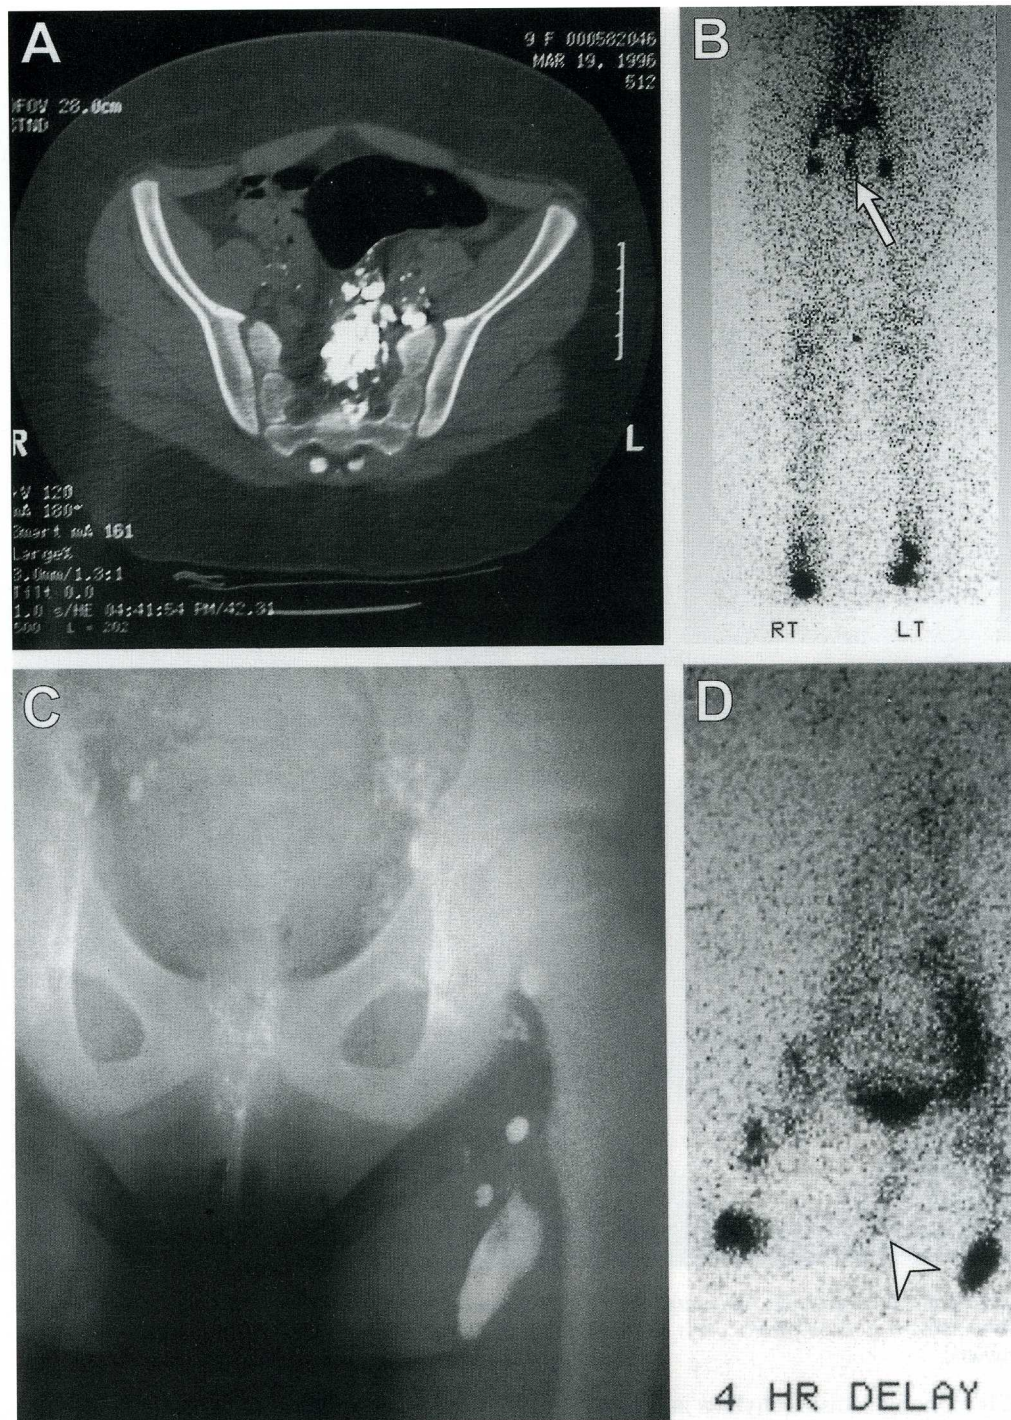 A
9 F 000582046
MAR 19, 1996
512
DFOV 28.0cm
STND
R
L
120
mA 180
Smart mA 161
Large
3.0mm/1.3:1
Tilt 0.0
1.0 s/HE 04:41:54 PM/42.31
L = 202
B
RT LT
C
D
4 HR DELAY